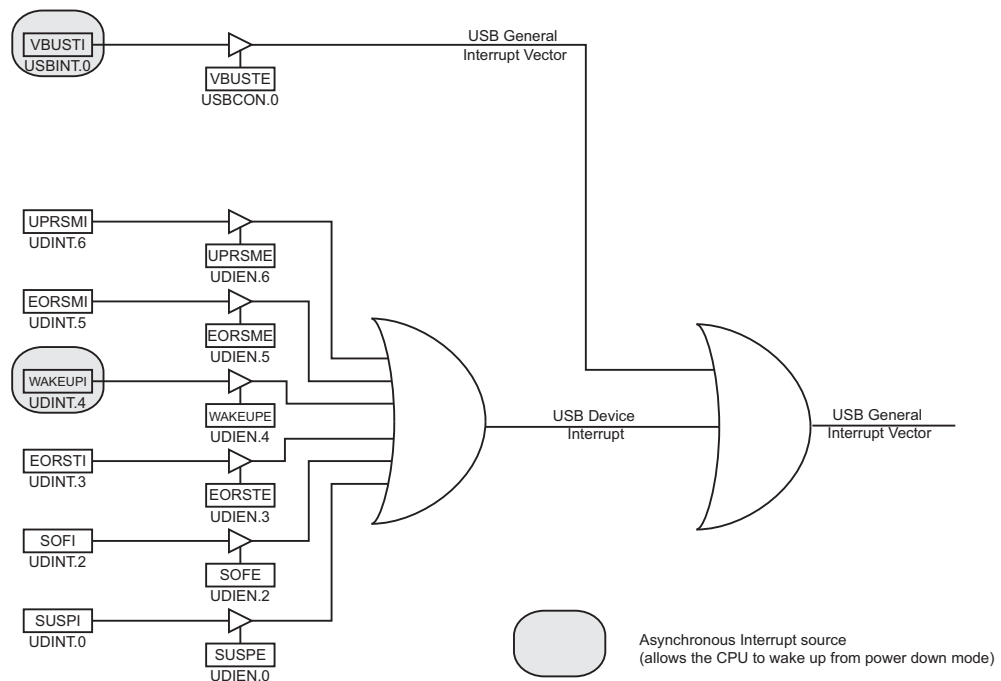 VBUSTI
USBINT.0
VBUSTE
USBCON.0
USB General
Interrupt Vector
UPRSMI
UDINT.6
UPRSME
UDIEN.6
EORSMI
UDINT.5
EORSME
UDIEN.5
WAKEUPI
UDINT.4
WAKEUPE
UDIEN.4
EORSTI
UDINT.3
EORSTE
UDIEN.3
SOFI
UDINT.2
SOFE
UDIEN.2
SUSPI
UDINT.0
SUSPE
UDIEN.0
USB Device
Interrupt
USB General
Interrupt Vector
Asynchronous Interrupt source
(allows the CPU to wake up from power down mode)